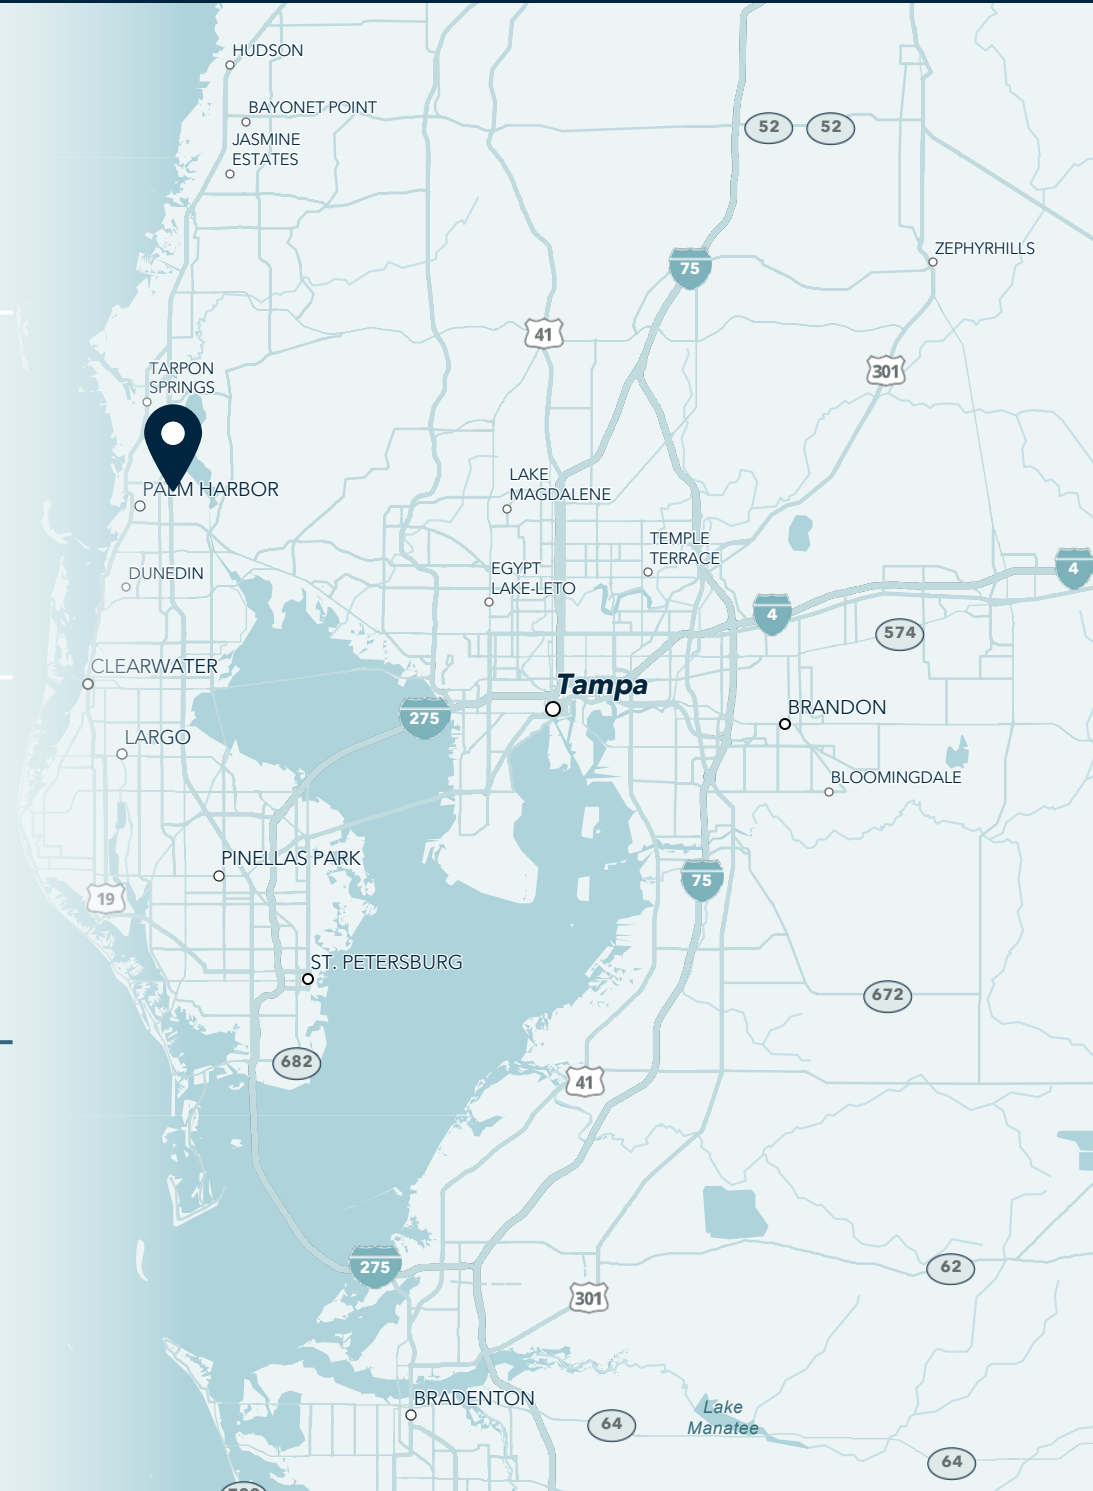 HUDSON
BAYONET POINT
JASMINE
ESTATES
52
52
ZEPHYRHILLS
75
41
301
TARPON
SPRINGS
PALM HARBOR
LAKE
MAGDALENE
TEMPLE
TERRACE
EGYPT
LAKE-LETO
DUNEDIN
4
4
574
CLEARWATER
Tampa
275
BRANDON
LARGO
BLOOMINGDALE
PINELLAS PARK
75
19
ST. PETERSBURG
672
682
41
275
62
301
BRADENTON
Lake
Manatee
64
64